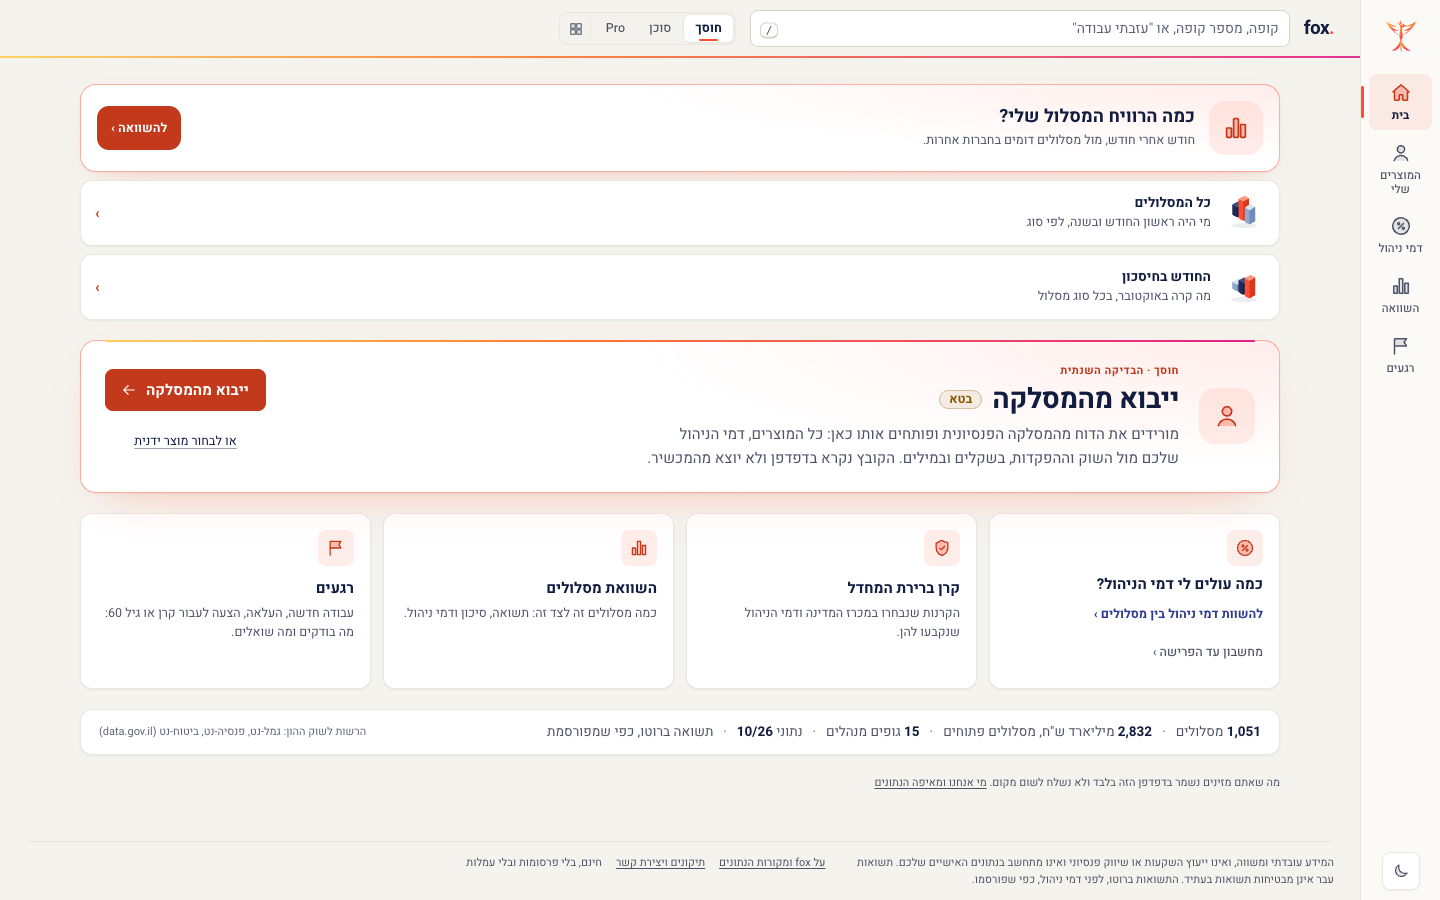 fox.
קופה, מספר קופה, או "עזבתי עבודה"
/
חוסך
סוכן
Pro
בית
המוצרים
שלי
דמי ניהול
השוואה
רגעים
כמה הרוויח המסלול שלי?
חודש אחרי חודש, מול מסלולים דומים בחברות אחרות.
להשוואה ›
כל המסלולים
מי היה ראשון החודש ובשנה, לפי סוג
›
החודש בחיסכון
מה קרה באוקטובר, בכל סוג מסלול
›
חוסך · הבדיקה השנתית
ייבוא מהמסלקה בטא
מורידים את הדוח מהמסלקה הפנסיונית ופותחים אותו כאן: כל המוצרים, דמי הניהול
שלכם מול השוק וההפקדות, בשקלים ובמילים. הקובץ נקרא בדפדפן ולא יוצא מהמכשיר.
ייבוא מהמסלקה ←
או לבחור מוצר ידנית
כמה עולים לי דמי הניהול?
להשוות דמי ניהול בין מסלולים ›
מחשבון עד הפרישה ›
קרן ברירת המחדל
הקרנות שנבחרו במכרז המדינה ודמי הניהול
שנקבעו להן.
השוואת מסלולים
כמה מסלולים זה לצד זה: תשואה, סיכון ודמי ניהול.
רגעים
עבודה חדשה, העלאה, הצעה לעבור קרן או גיל 60:
מה בודקים ומה שואלים.
1,051 מסלולים · 2,832 מיליארד ש"ח, מסלולים פתוחים · 15 גופים מנהלים · נתוני 10/26 · תשואה ברוטו, כפי שמפורסמת
הרשות לשוק ההון: גמל-נט, פנסיה-נט, ביטוח-נט (data.gov.il)
מה שאתם מזינים נשמר בדפדפן הזה בלבד ולא נשלח לשום מקום. מי אנחנו ומאיפה הנתונים
המידע עובדתי ומשווה, ואינו ייעוץ השקעות או שיווק פנסיוני ואינו מתחשב בנתונים האישיים שלכם. תשואות
עבר אינן מבטיחות תשואות בעתיד. התשואות ברוטו, לפני דמי ניהול, כפי שפורסמו.
על fox ומקורות הנתונים
תיקונים ויצירת קשר
חינם, בלי פרסומות ובלי עמלות